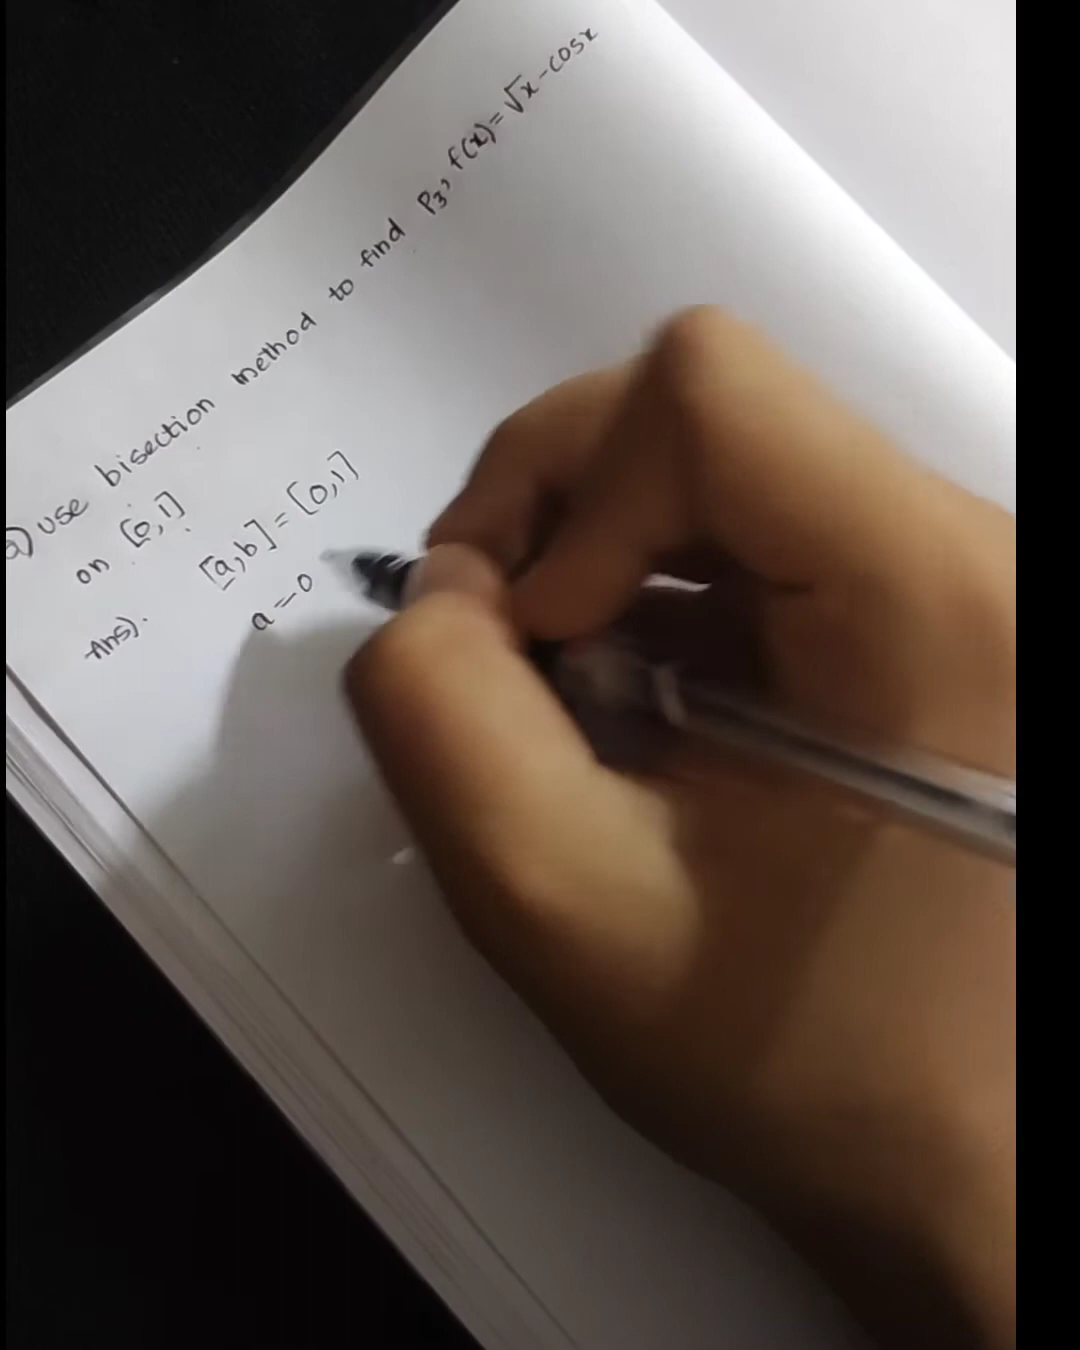 a) use bisection method to find P₃, f(x) = √x - cosx
on [0,1]
Ans). [a,b] = [0,1]
a = 0